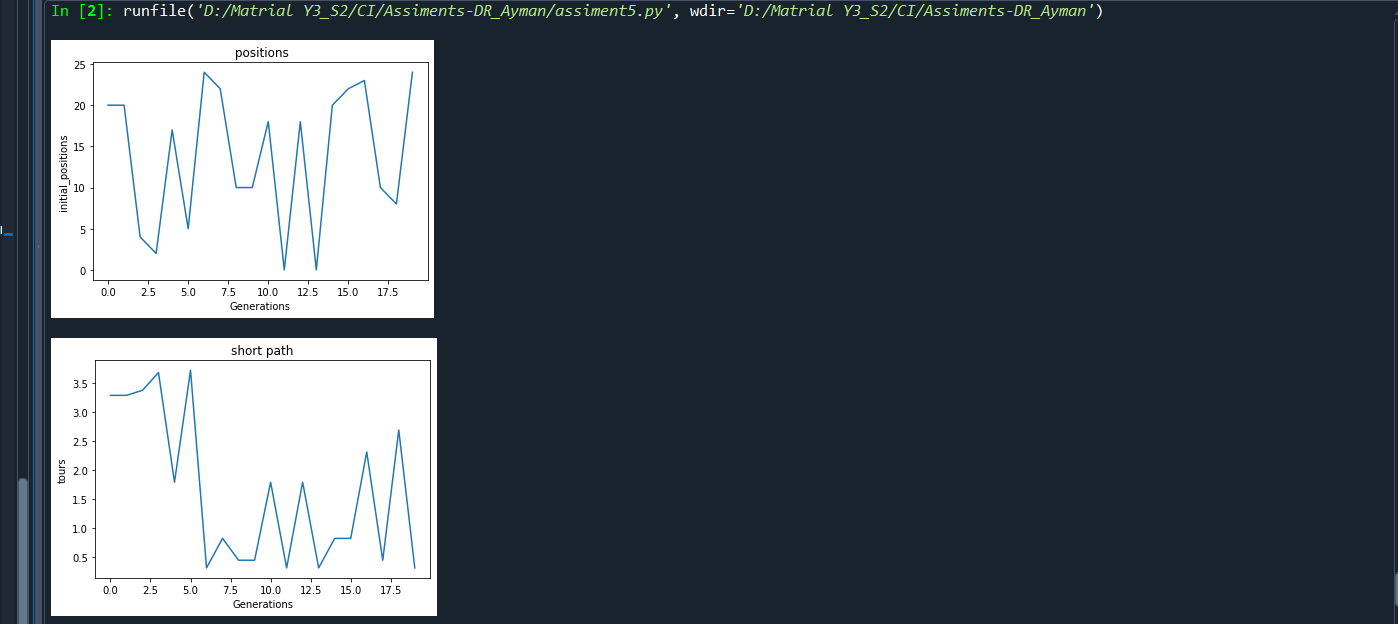 In [2]: runfile('D:/Matrial Y3_S2/CI/Assiments-DR_Ayman/assiment5.py', wdir='D:/Matrial Y3_S2/CI/Assiments-DR_Ayman')
positions
25
20
15
10
5
0
initial_positions
0.0 2.5 5.0 7.5 10.0 12.5 15.0 17.5
Generations
short path
3.5
3.0
2.5
2.0
1.5
1.0
0.5
tours
0.0 2.5 5.0 7.5 10.0 12.5 15.0 17.5
Generations